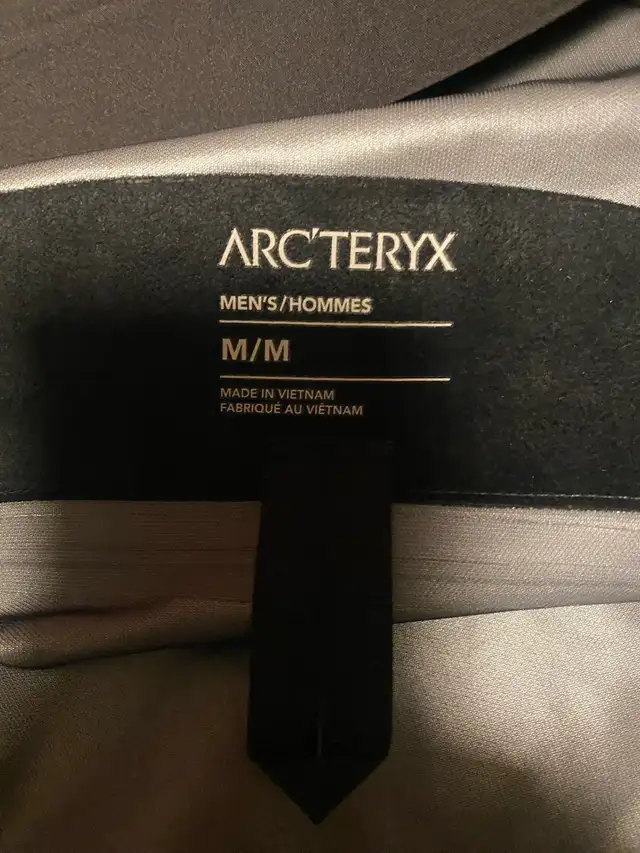 ARC'TERYX
MEN'S/HOMMES
M/M
MADE IN VIETNAM
FABRIQUÉ AU VIÊTNAM